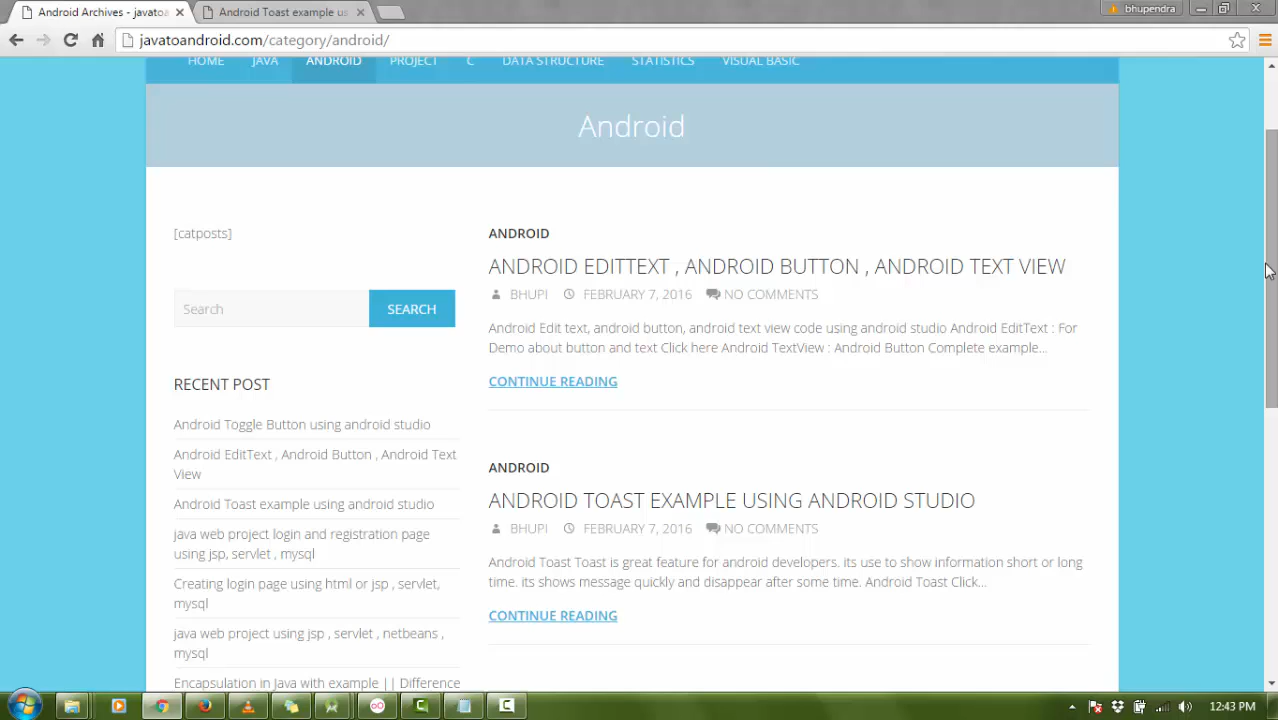 Android Archives - javato
Android Toast example us
bhupendra
javatoandroid.com/category/android/
HOME JAVA ANDROID PROJECT C DATA STRUCTURE STATISTICS VISUAL BASIC
Android
[catposts]
Search SEARCH
RECENT POST
Android Toggle Button using android studio
Android EditText , Android Button , Android Text
View
Android Toast example using android studio
java web project login and registration page
using jsp, servlet , mysql
Creating login page using html or jsp , servlet,
mysql
java web project using jsp , servlet , netbeans ,
mysql
Encapsulation in Java with example || Difference
ANDROID
ANDROID EDITTEXT , ANDROID BUTTON , ANDROID TEXT VIEW
BHUPI FEBRUARY 7, 2016 NO COMMENTS
Android Edit text, android button, android text view code using android studio Android EditText : For
Demo about button and text Click here Android TextView : Android Button Complete example...
CONTINUE READING
ANDROID
ANDROID TOAST EXAMPLE USING ANDROID STUDIO
BHUPI FEBRUARY 7, 2016 NO COMMENTS
Android Toast Toast is great feature for android developers. its use to show information short or long
time. its shows message quickly and disappear after some time. Android Toast Click...
CONTINUE READING
12:43 PM